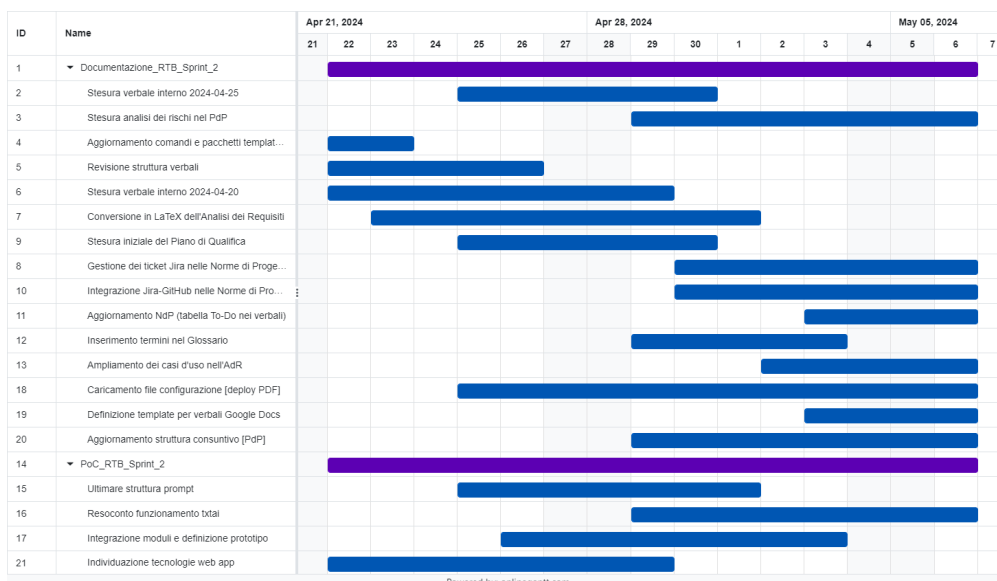 ID
Name
Apr 21, 2024
Apr 28, 2024
May 05, 2024
21 22 23 24 25 26 27 28 29 30 1 2 3 4 5 6 7
1 Documentazione_RTB_Sprint_2
2 Stesura verbale interno 2024-04-25
3 Stesura analisi dei rischi nel PdP
4 Aggiornamento comandi e pacchetti templat...
5 Revisione struttura verbali
6 Stesura verbale interno 2024-04-20
7 Conversione in LaTeX dell'Analisi dei Requisiti
9 Stesura iniziale del Piano di Qualifica
8 Gestione dei ticket Jira nelle Norme di Proge...
10 Integrazione Jira-GitHub nelle Norme di Pro...
11 Aggiornamento NdP (tabella To-Do nei verbali)
12 Inserimento termini nel Glossario
13 Ampliamento dei casi d'uso nell'AdR
18 Caricamento file configurazione [deploy PDF]
19 Definizione template per verbali Google Docs
20 Aggiornamento struttura consuntivo [PdP]
14 PoC_RTB_Sprint_2
15 Ultimare struttura prompt
16 Resoconto funzionamento txtai
17 Integrazione moduli e definizione prototipo
21 Individuazione tecnologie web app
Powered by: onlinegantt.com